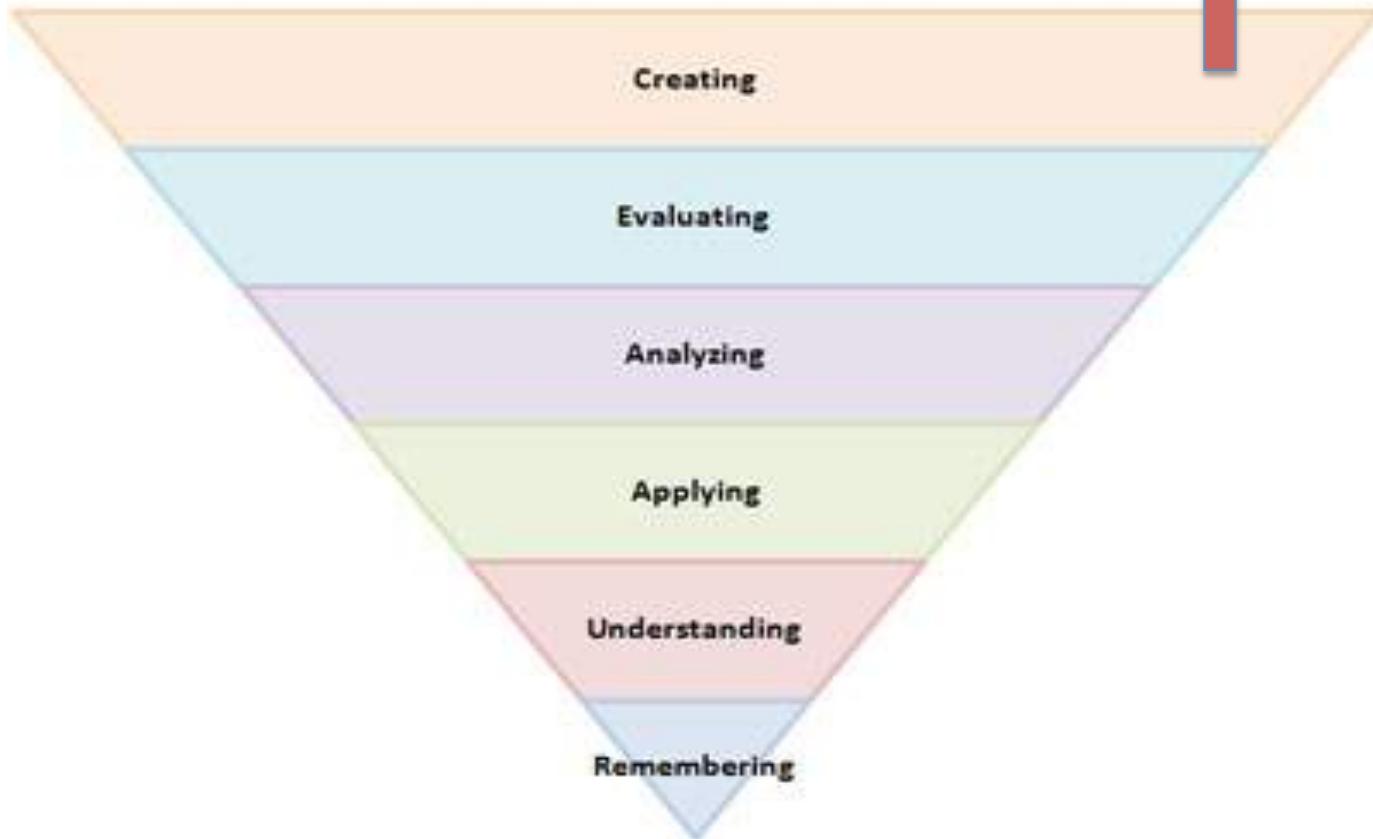 Creating
Evaluating
Analyzing
Applying
Understanding
Remembering